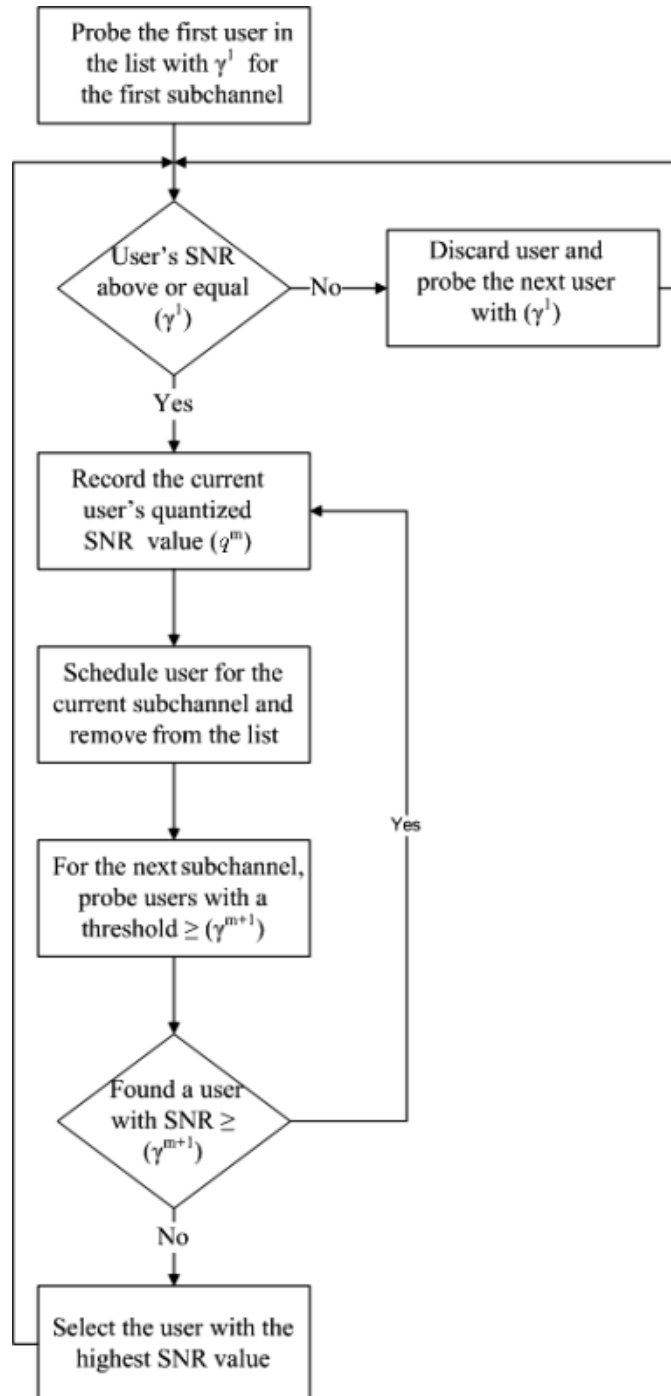 Probe the first user in
the list with γ¹ for
the first subchannel
User's SNR
above or equal
(γ¹)
No
Discard user and
probe the next user
with (γ¹)
Yes
Record the current
user's quantized
SNR value (qᵐ)
Schedule user for the
current subchannel and
remove from the list
For the next subchannel,
probe users with a
threshold ≥ (γᵐ⁺¹)
Yes
Found a user
with SNR ≥
(γᵐ⁺¹)
No
Select the user with the
highest SNR value